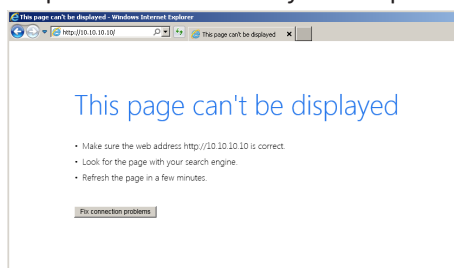 This page can't be displayed - Windows Internet Explorer
http://10.10.10.10/
This page can't be displayed
This page can't be displayed
• Make sure the web address http://10.10.10.10 is correct.
• Look for the page with your search engine.
• Refresh the page in a few minutes.
Fix connection problems